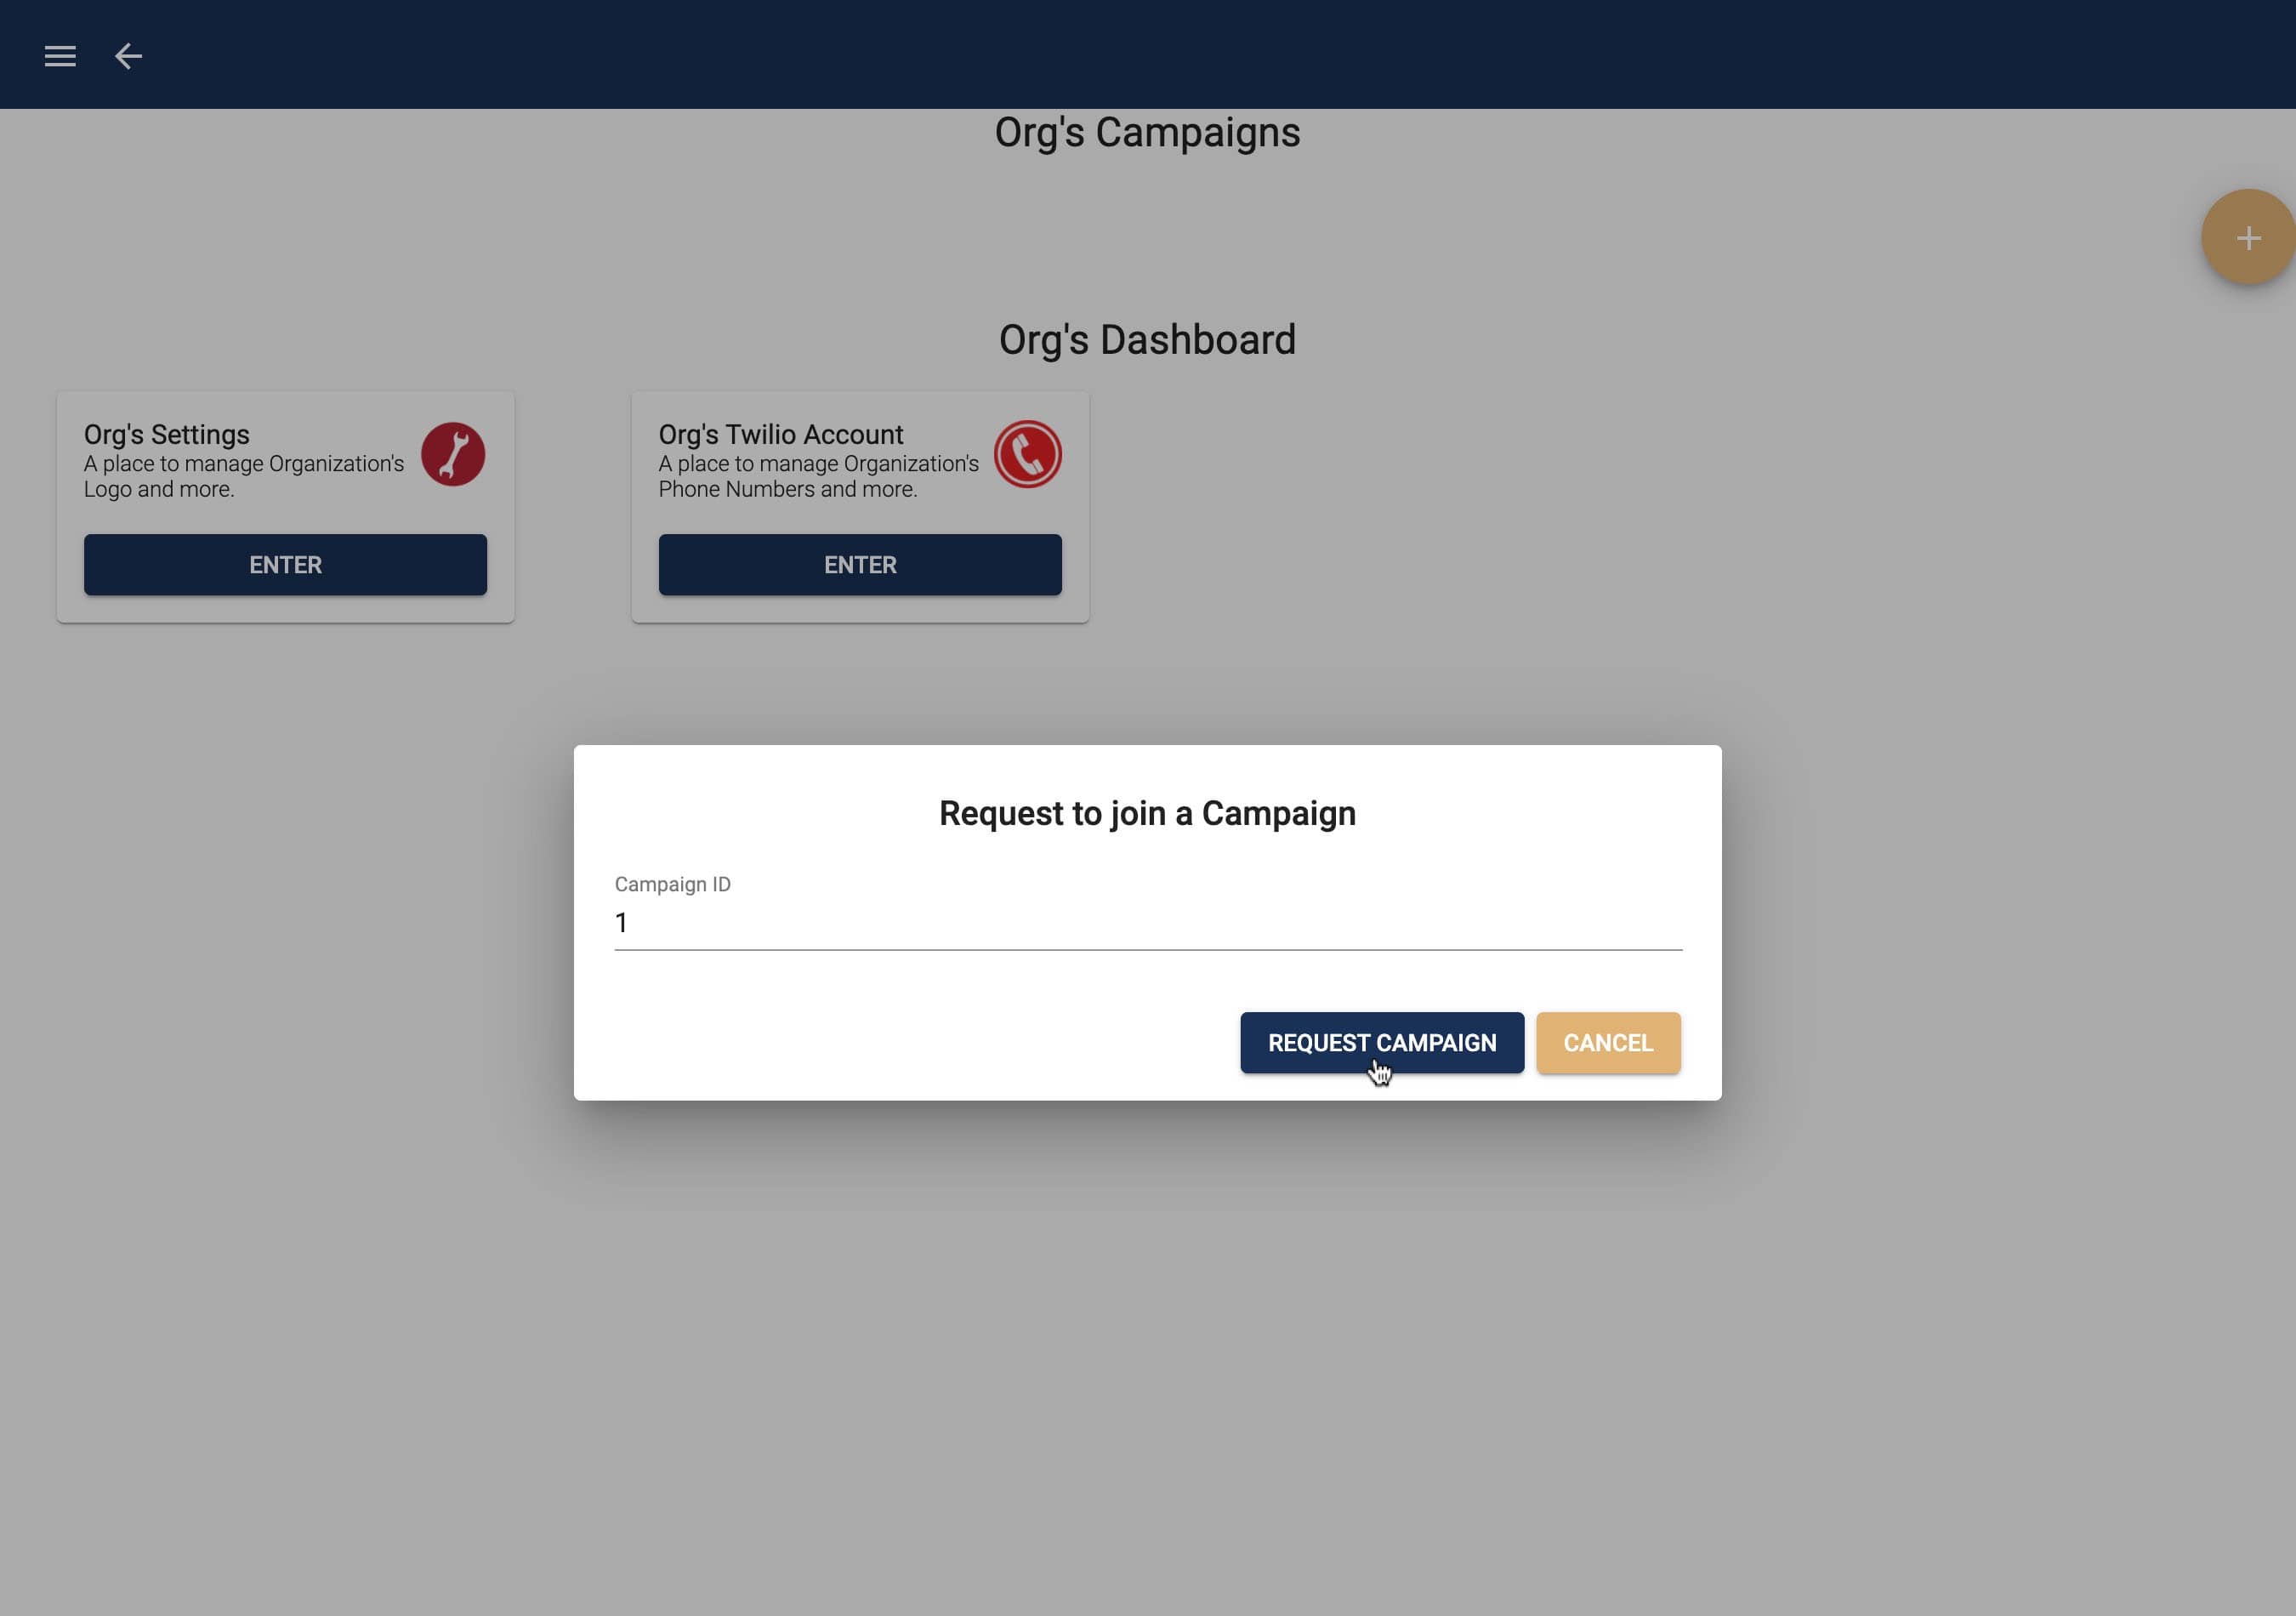 Org's Campaigns
+
Org's Dashboard
Org's Settings
A place to manage Organization's
Logo and more.
ENTER
Org's Twilio Account
A place to manage Organization's
Phone Numbers and more.
ENTER
Request to join a Campaign
Campaign ID
1
REQUEST CAMPAIGN
CANCEL